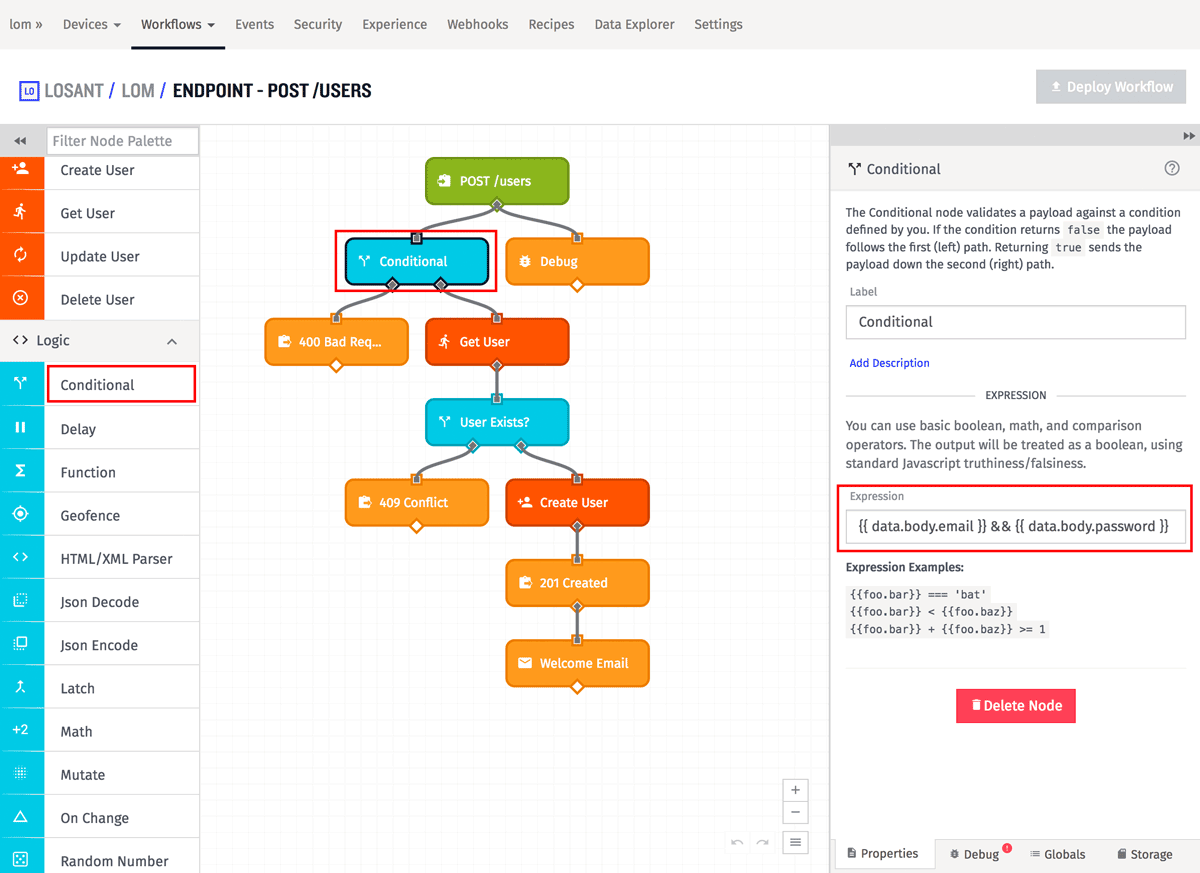 lom »
Devices
Workflows
Events
Security
Experience
Webhooks
Recipes
Data Explorer
Settings
LO LOSANT / LOM / ENDPOINT - POST /USERS
Deploy Workflow
Filter Node Palette
Create User
Get User
Update User
Delete User
Logic
Conditional
Delay
Function
Geofence
HTML/XML Parser
Json Decode
Json Encode
Latch
+2 Math
Mutate
On Change
Random Number
POST /users
Conditional
Debug
400 Bad Req...
Get User
User Exists?
409 Conflict
Create User
201 Created
Welcome Email
Conditional
The Conditional node validates a payload against a condition
defined by you. If the condition returns false the payload
follows the first (left) path. Returning true sends the
payload down the second (right) path.
Label
Conditional
Add Description
EXPRESSION
You can use basic boolean, math, and comparison
operators. The output will be treated as a boolean, using
standard Javascript truthiness/falsiness.
Expression
{{ data.body.email }} && {{ data.body.password }}
Expression Examples:
{{foo.bar}} === 'bat'
{{foo.bar}} < {{foo.baz}}
{{foo.bar}} + {{foo.baz}} >= 1
Delete Node
Properties
Debug
Globals
Storage